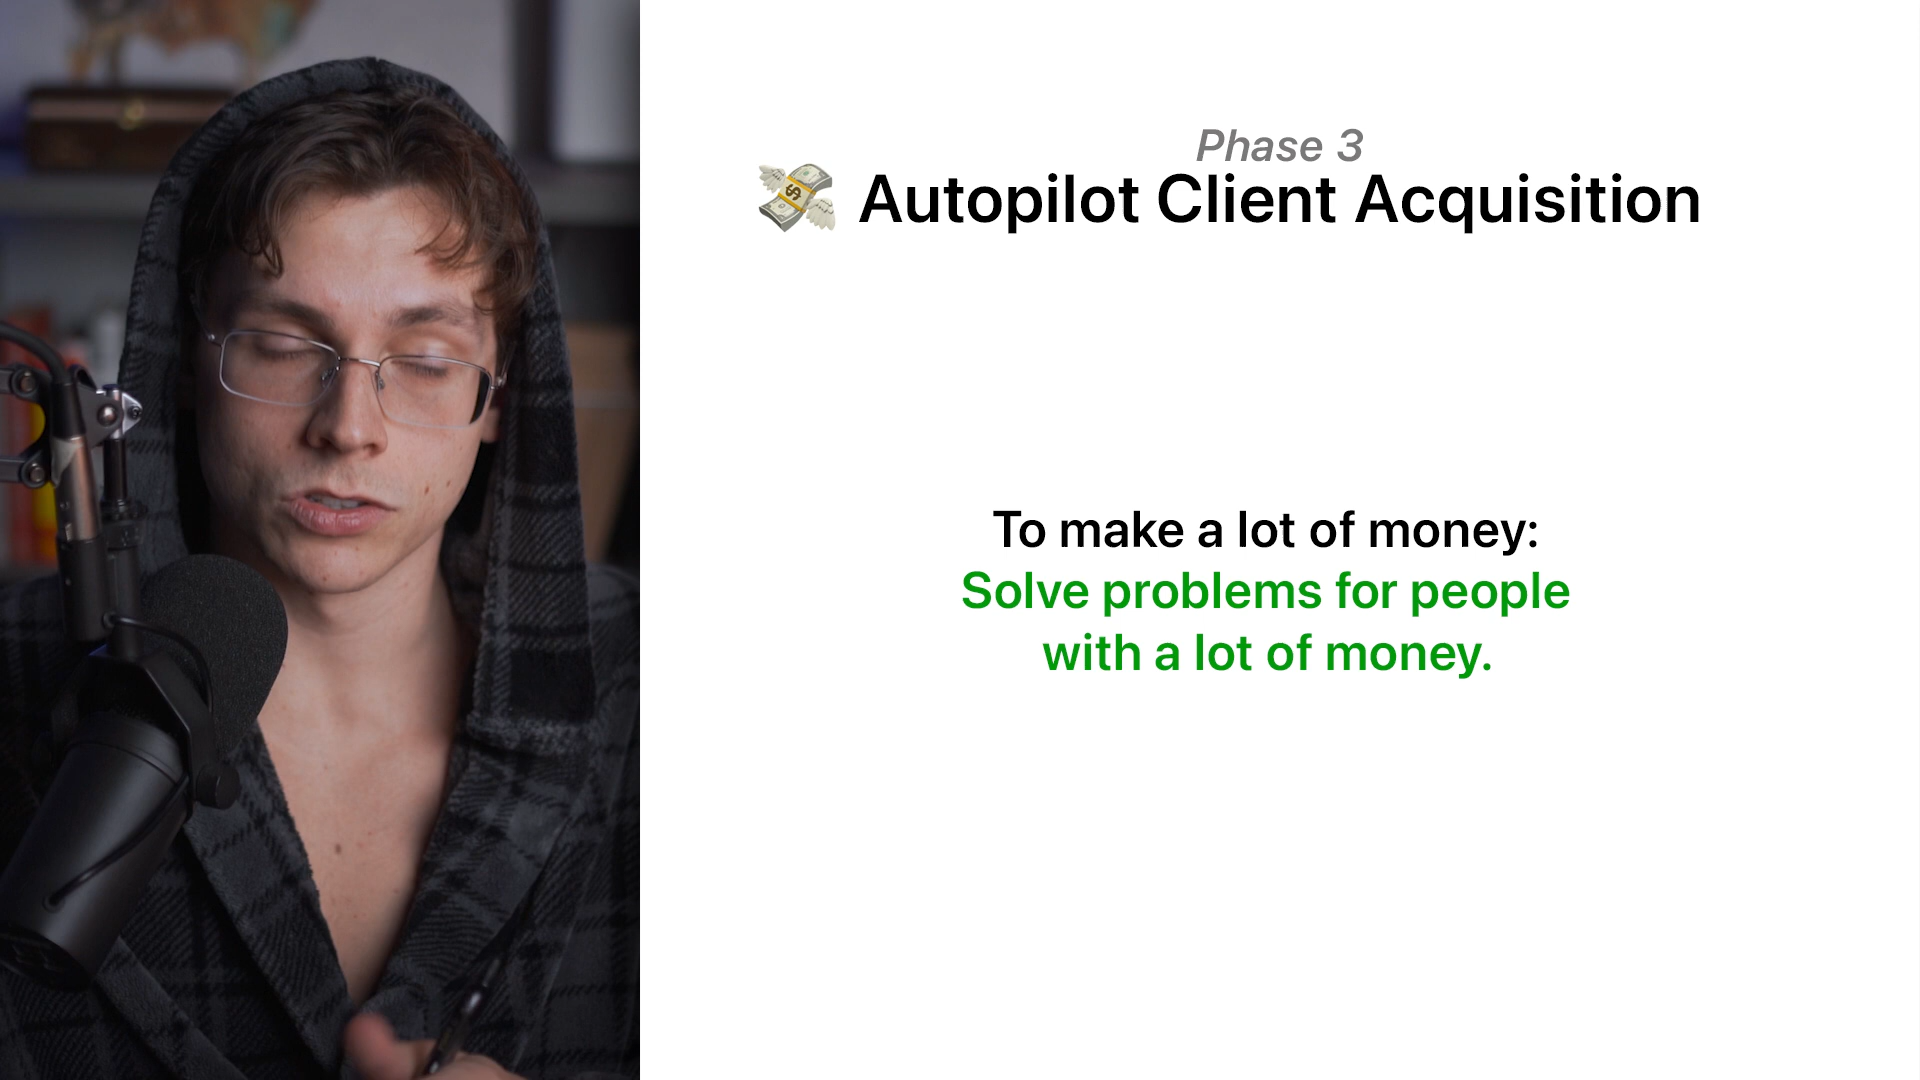 Phase 3
💸 Autopilot Client Acquisition
To make a lot of money:
Solve problems for people
with a lot of money.